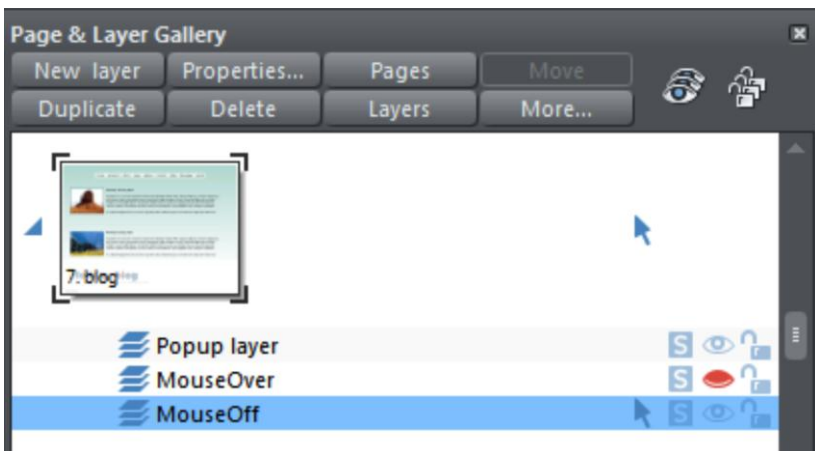 Page & Layer Gallery
New layer Properties... Pages Move
Duplicate Delete Layers More...
7. blog
Popup layer S
MouseOver S
MouseOff S